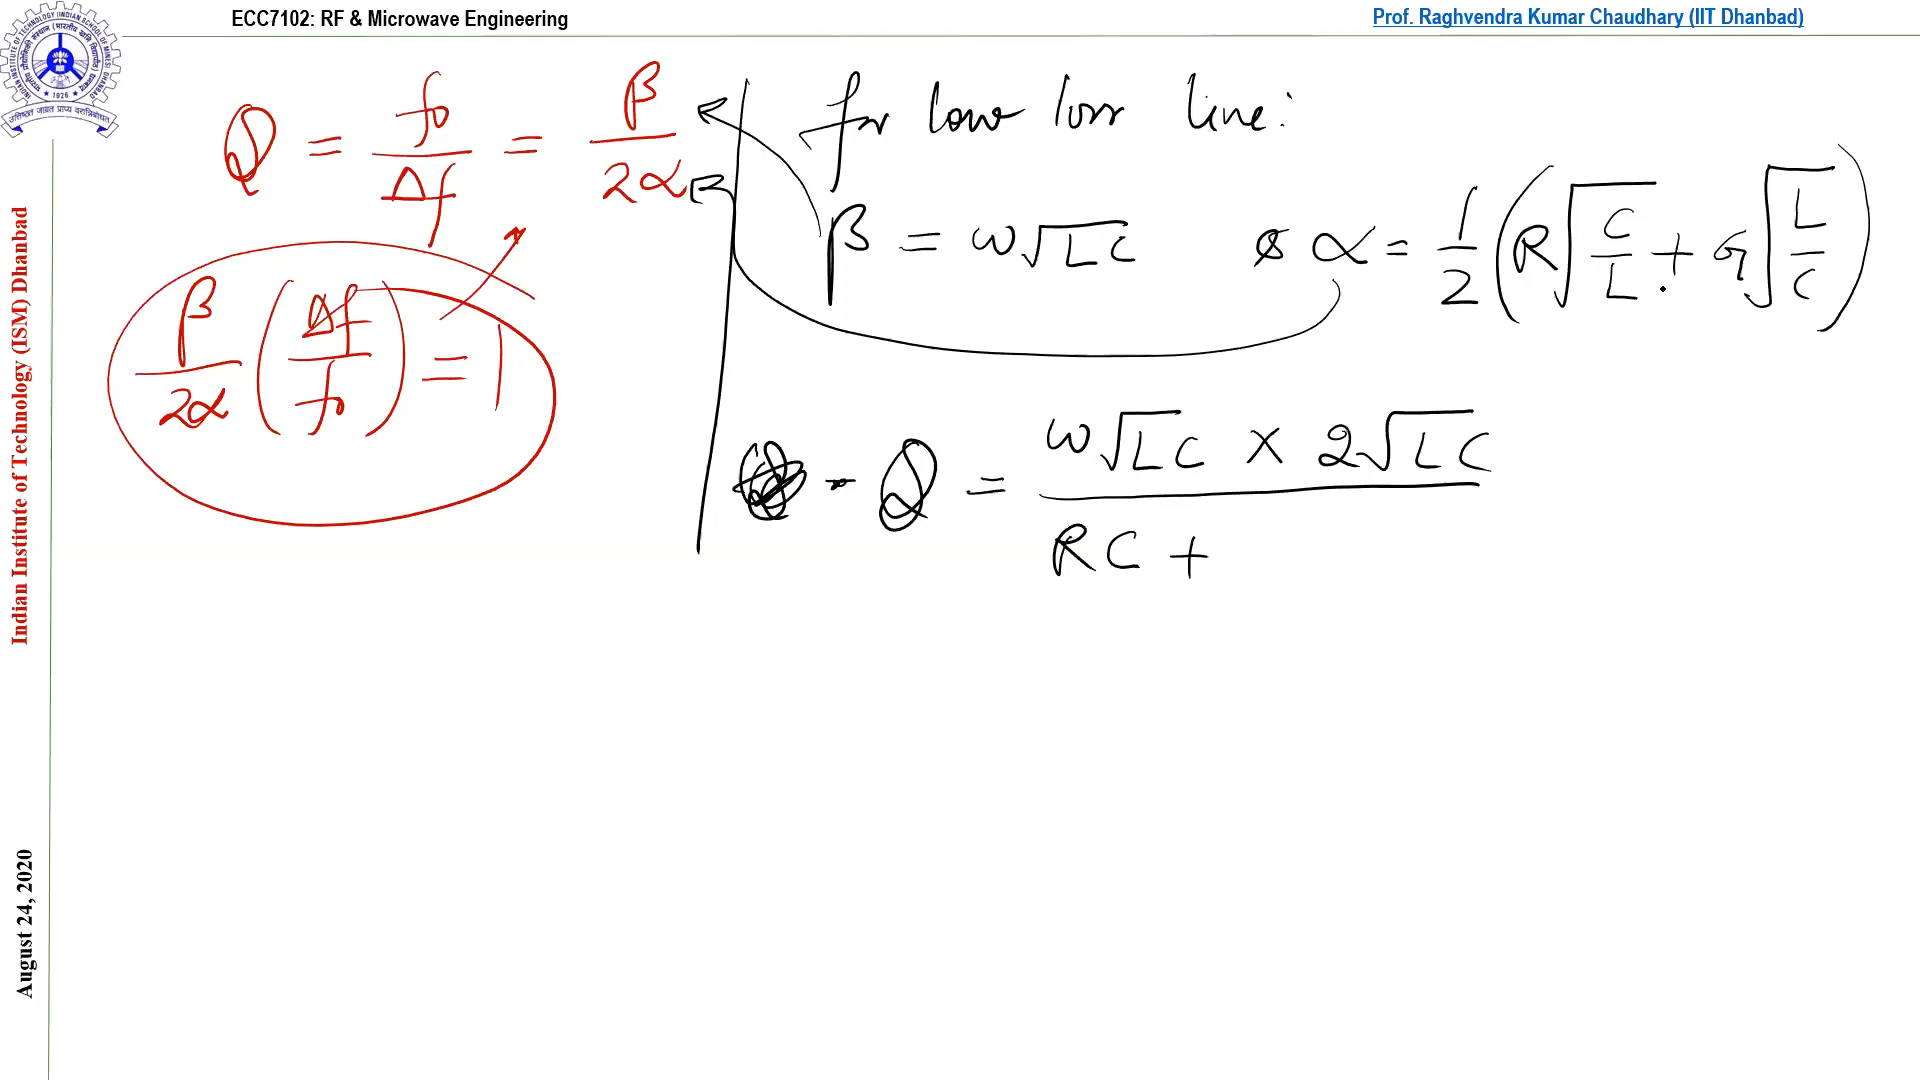 ECC7102: RF & Microwave Engineering
Prof. Raghvendra Kumar Chaudhary (IIT Dhanbad)
Indian Institute of Technology (ISM) Dhanbad
August 24, 2020
1926
Q = f₀/Δf = β/2α
β/2α (Δf/f₀) = 1
for low loss line:
β = ω√LC & α = 1/2 (R√(C/L) + G√(L/C))
Q = ω√LC × 2√LC
RC +